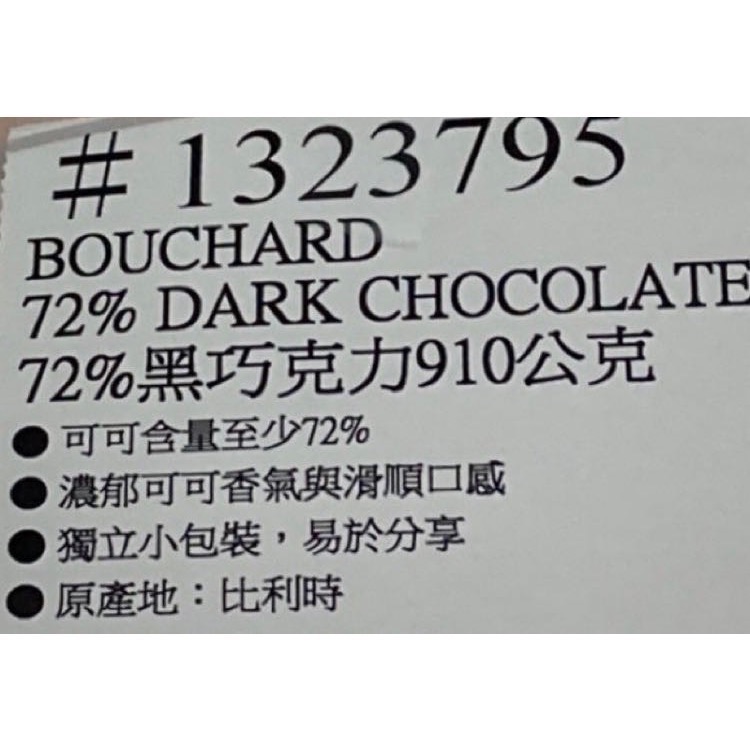 # 1323795
BOUCHARD
72% DARK CHOCOLATE
72%黑巧克力910公克
● 可可含量至少72%
● 濃郁可可香氣與滑順口感
● 獨立小包裝，易於分享
● 原產地：比利時